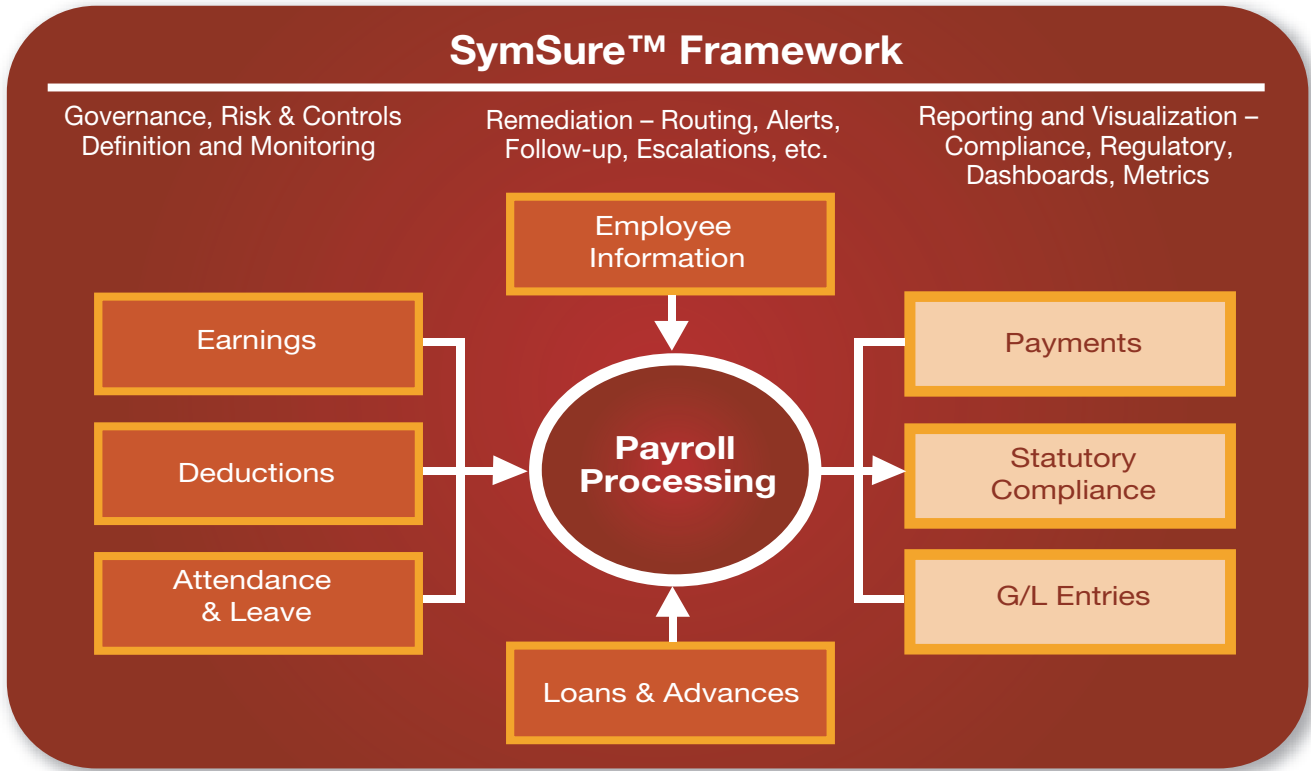 SymSure™ Framework
Governance, Risk & Controls
Definition and Monitoring
Remediation – Routing, Alerts,
Follow-up, Escalations, etc.
Reporting and Visualization –
Compliance, Regulatory,
Dashboards, Metrics
Employee
Information
Earnings
Deductions
Attendance
& Leave
Payroll
Processing
Loans & Advances
Payments
Statutory
Compliance
G/L Entries